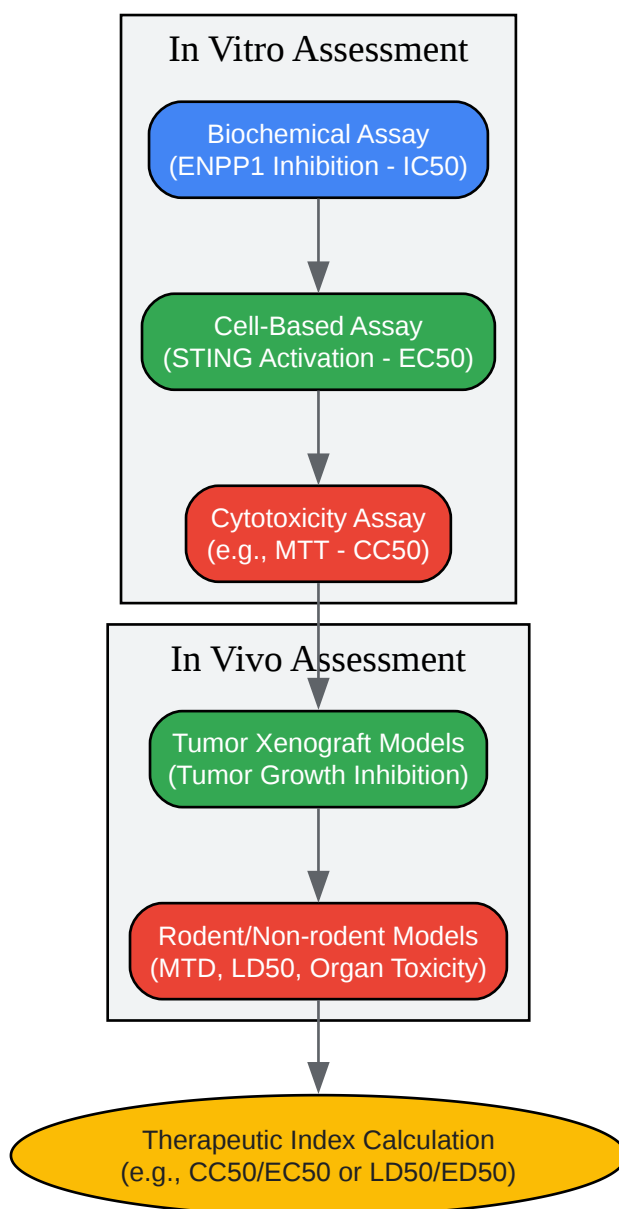 In Vitro Assessment
Biochemical Assay
(ENPP1 Inhibition - IC50)
Cell-Based Assay
(STING Activation - EC50)
Cytotoxicity Assay
(e.g., MTT - CC50)
In Vivo Assessment
Tumor Xenograft Models
(Tumor Growth Inhibition)
Rodent/Non-rodent Models
(MTD, LD50, Organ Toxicity)
Therapeutic Index Calculation
(e.g., CC50/EC50 or LD50/ED50)